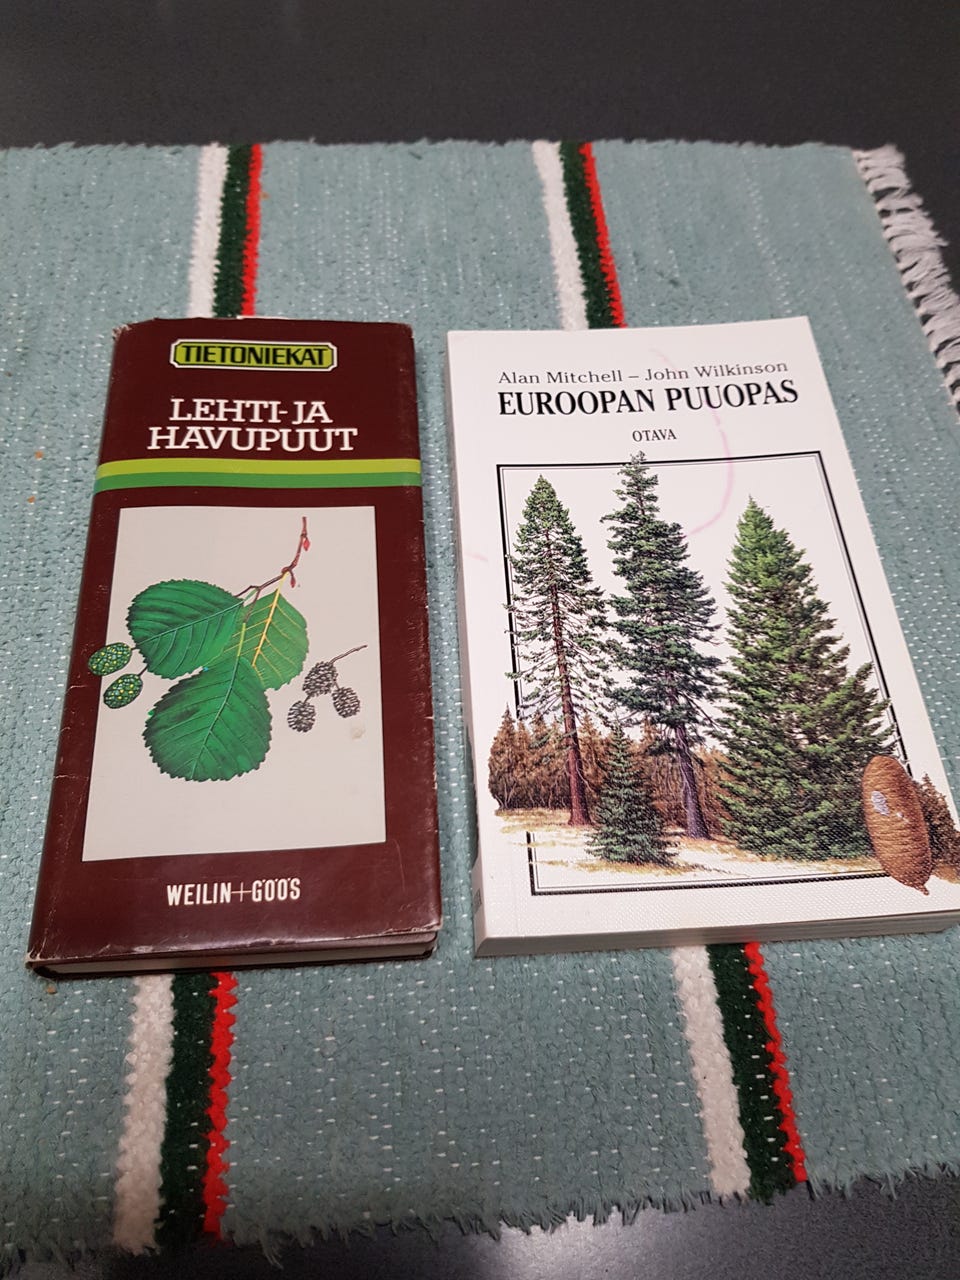 TIETONIEKAT
LEHTI- JA
HAVUPUUT
WEILIN+GÖÖS
Alan Mitchell – John Wilkinson
EUROOPAN PUUOPAS
OTAVA